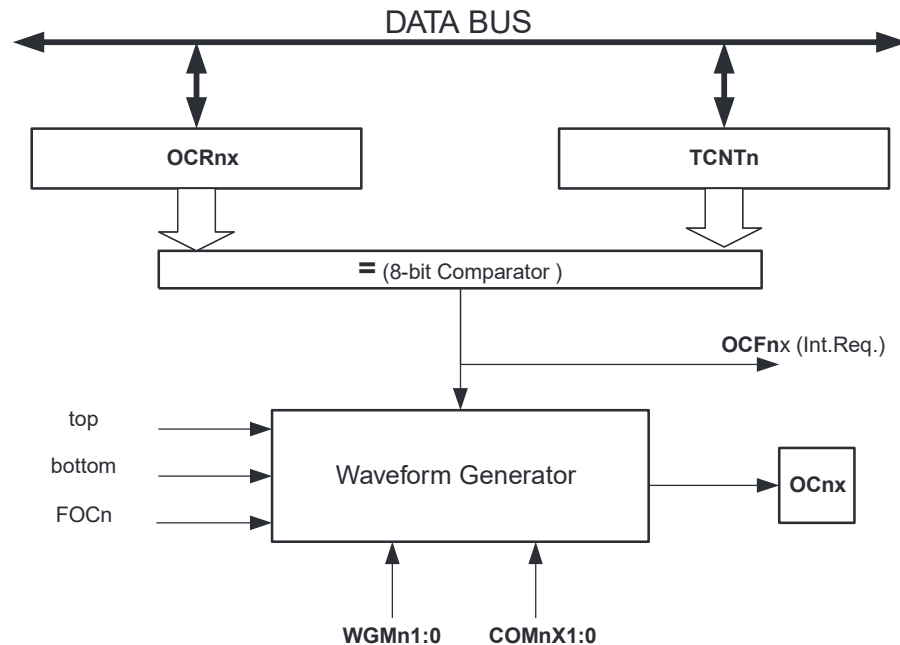 DATA BUS
OCRnx
TCNTn
= (8-bit Comparator )
OCFnx (Int.Req.)
top
bottom
FOCn
Waveform Generator
OCnx
WGMn1:0
COMnX1:0